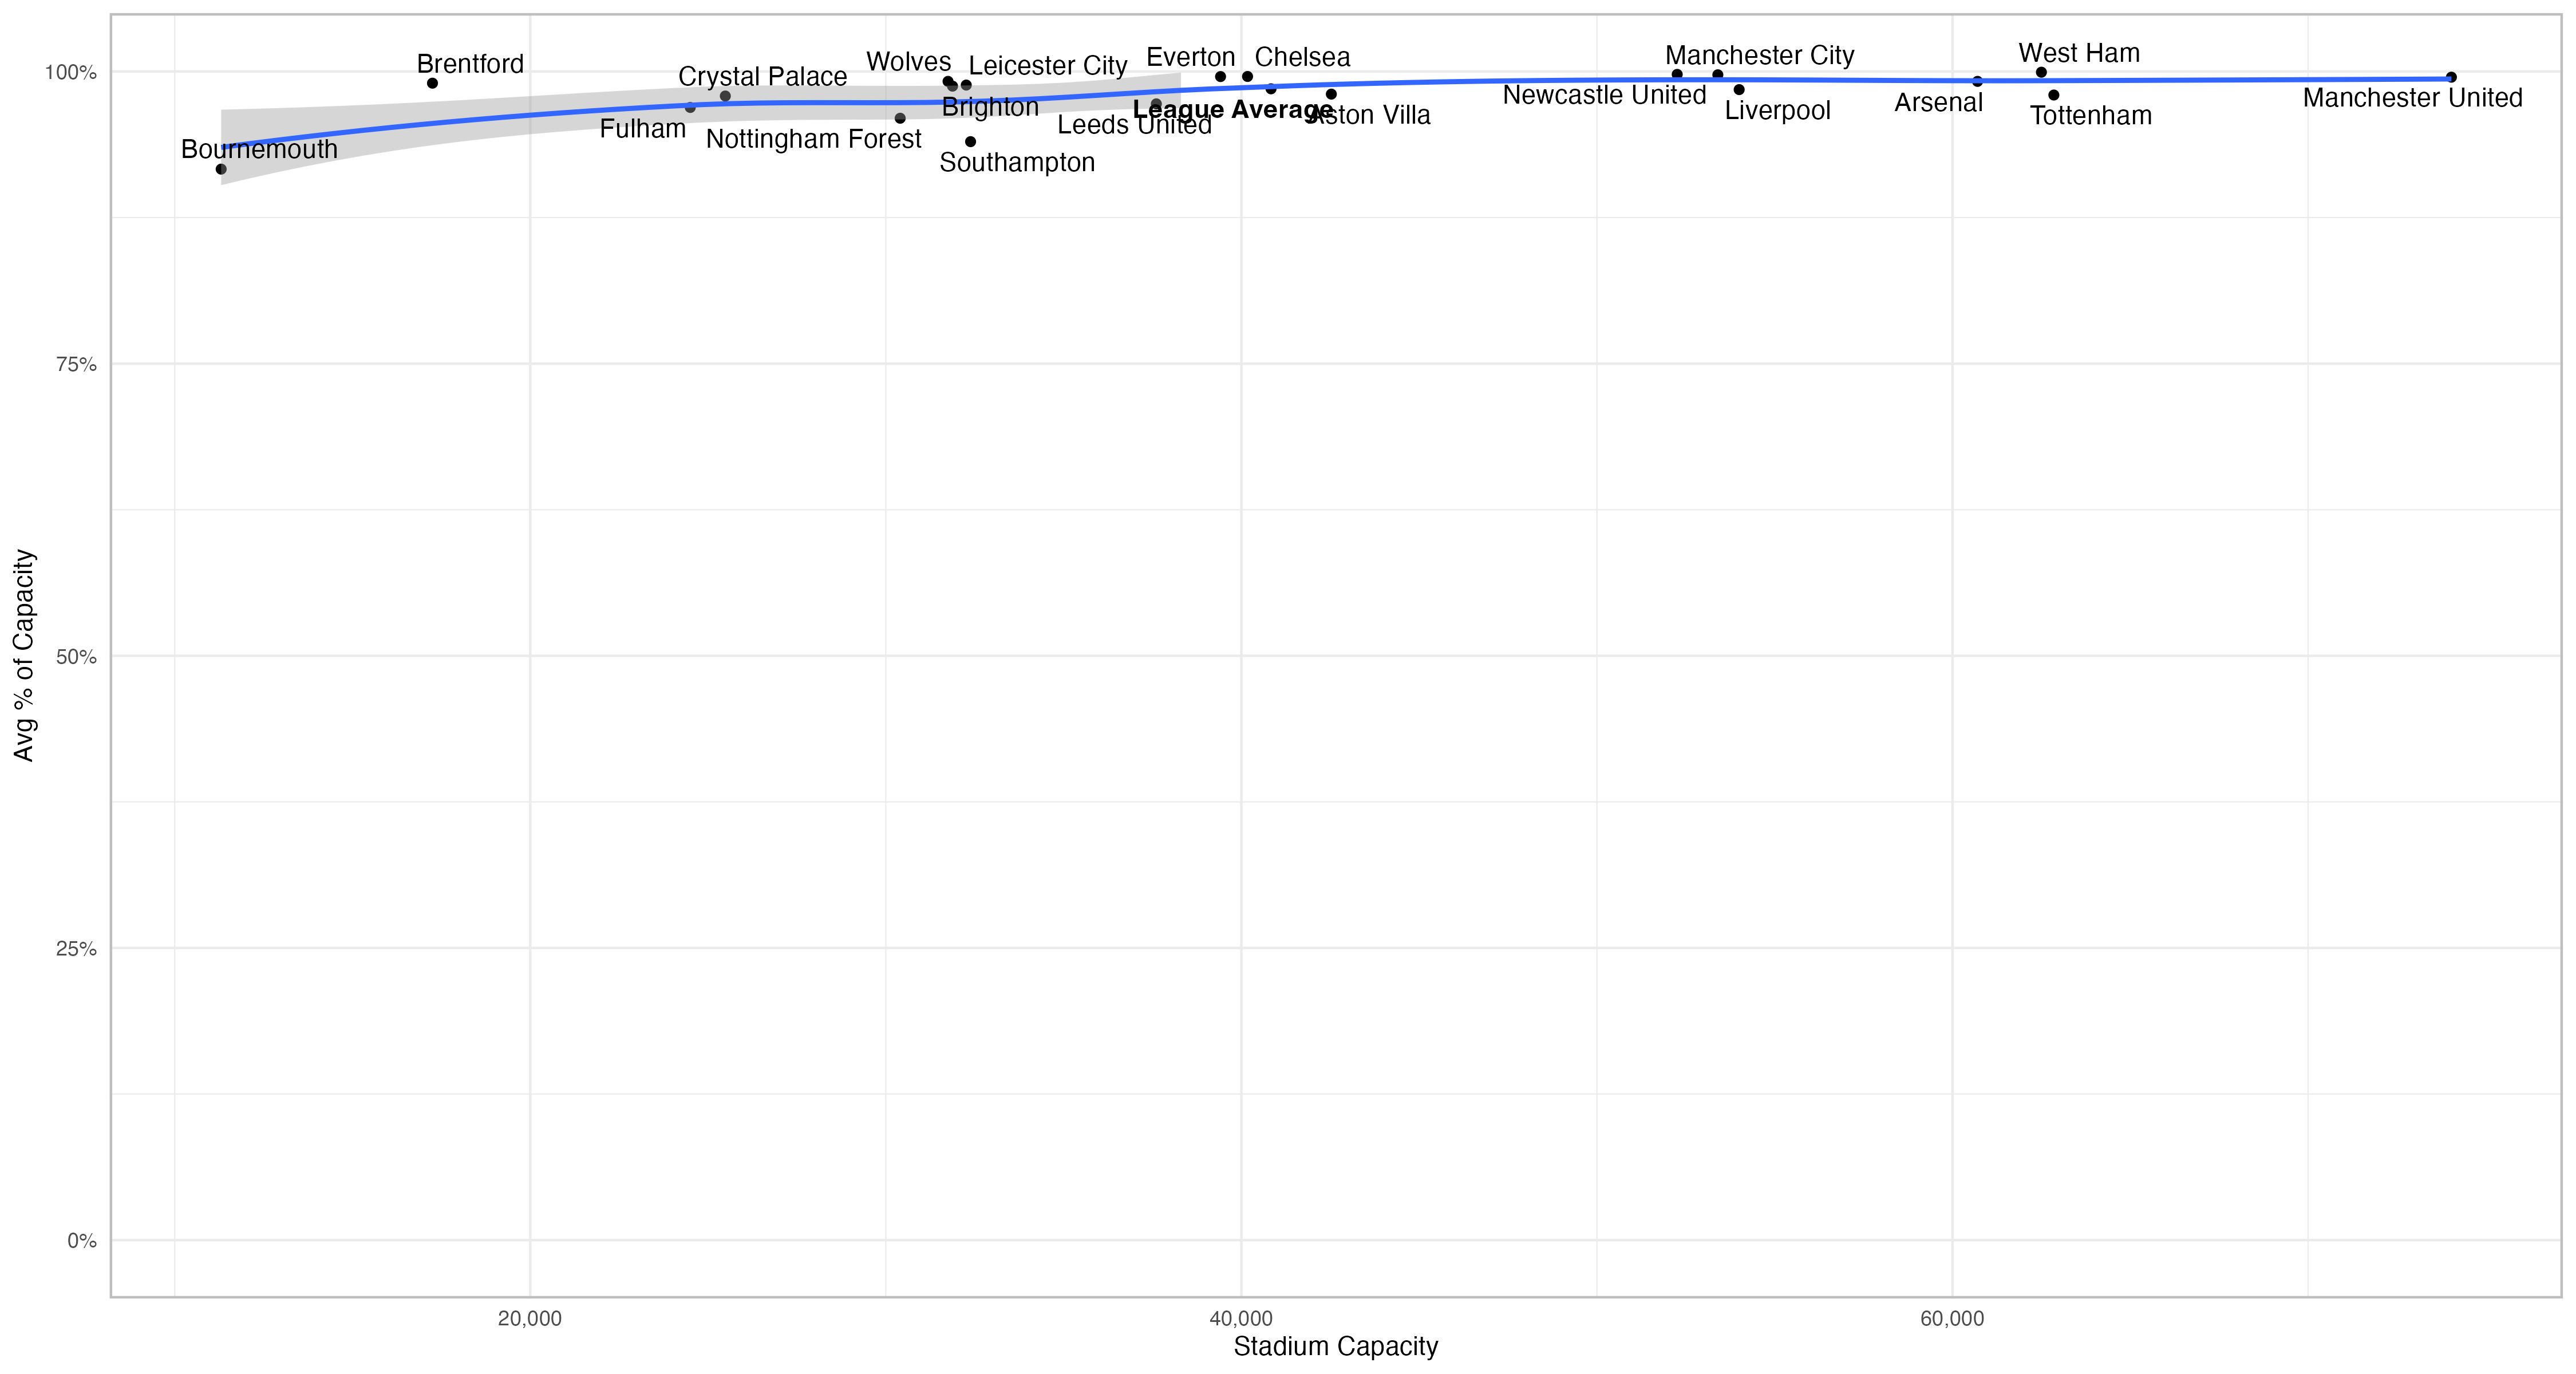 West Ham
Manchester City
Everton
Chelsea
Wolves
Brentford
Leicester City
100%
Crystal Palace
Newcastle United
Manchester United
Arsenal
Brighton
League Average
Liverpool
Aston Villa
Tottenham
Leeds United
Fulham
Nottingham Forest
Bournemouth
Southampton
75%
50%
25%
0%
Avg % of Capacity
20,000
40,000
60,000
Stadium Capacity